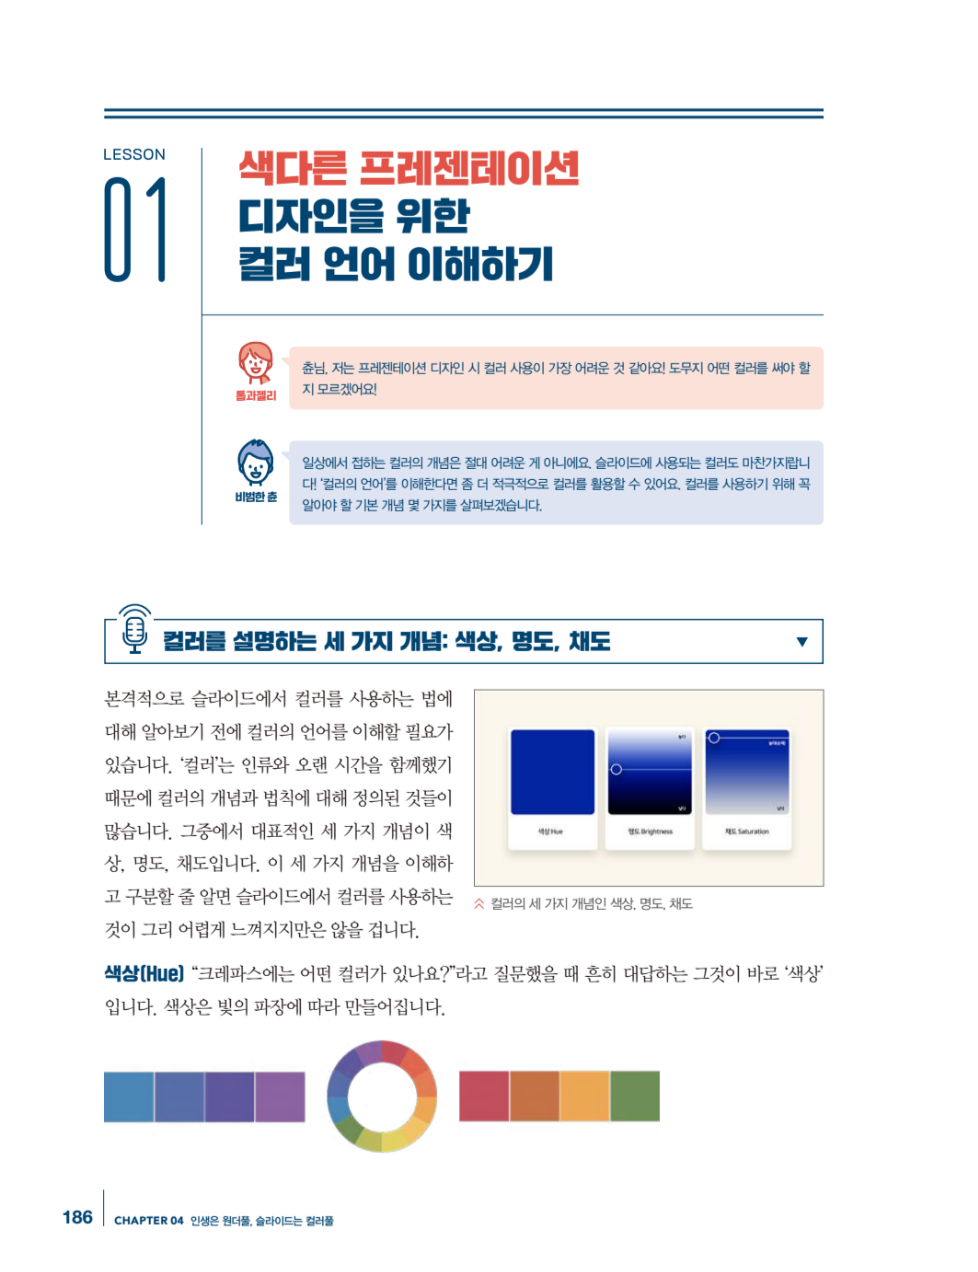 LESSON
01
색다른 프레젠테이션
디자인을 위한
컬러 언어 이해하기
톰과젤리
츈님, 저는 프레젠테이션 디자인 시 컬러 사용이 가장 어려운 것 같아요! 도무지 어떤 컬러를 써야 할
지 모르겠어요!
비범한 츈
일상에서 접하는 컬러의 개념은 절대 어려운 게 아니에요. 슬라이드에 사용되는 컬러도 마찬가지랍니
다! ‘컬러의 언어’를 이해한다면 좀 더 적극적으로 컬러를 활용할 수 있어요. 컬러를 사용하기 위해 꼭
알아야 할 기본 개념 몇 가지를 살펴보겠습니다.
컬러를 설명하는 세 가지 개념: 색상, 명도, 채도
본격적으로 슬라이드에서 컬러를 사용하는 법에
대해 알아보기 전에 컬러의 언어를 이해할 필요가
있습니다. ‘컬러’는 인류와 오랜 시간을 함께했기
때문에 컬러의 개념과 법칙에 대해 정의된 것들이
많습니다. 그중에서 대표적인 세 가지 개념이 색
상, 명도, 채도입니다. 이 세 가지 개념을 이해하
고 구분할 줄 알면 슬라이드에서 컬러를 사용하는
것이 그리 어렵게 느껴지지만은 않을 겁니다.
색상 Hue
명도 Brightness
채도 Saturation
컬러의 세 가지 개념인 색상, 명도, 채도
색상(Hue) “크레파스에는 어떤 컬러가 있나요?”라고 질문했을 때 흔히 대답하는 그것이 바로 ‘색상’
입니다. 색상은 빛의 파장에 따라 만들어집니다.
186
CHAPTER 04 인생은 원더풀, 슬라이드는 컬러풀